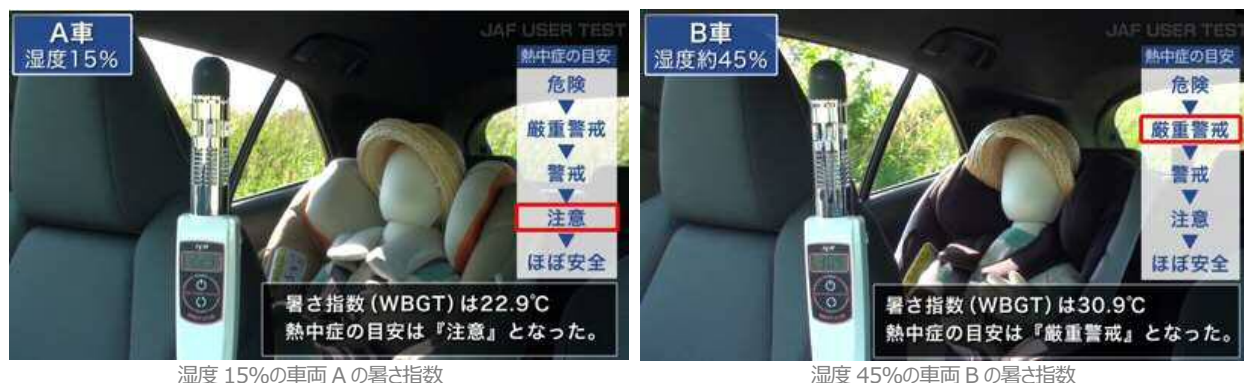 A車
湿度15%
JAF USER TEST
熱中症の目安
危険
厳重警戒
警戒
注意
ほぼ安全
暑さ指数(WBGT)は22.9℃
熱中症の目安は『注意』となった。
湿度 15%の車両 A の暑さ指数
B車
湿度約45%
JAF USER TEST
熱中症の目安
危険
厳重警戒
警戒
注意
ほぼ安全
暑さ指数(WBGT)は30.9℃
熱中症の目安は『厳重警戒』となった。
湿度 45%の車両 B の暑さ指数